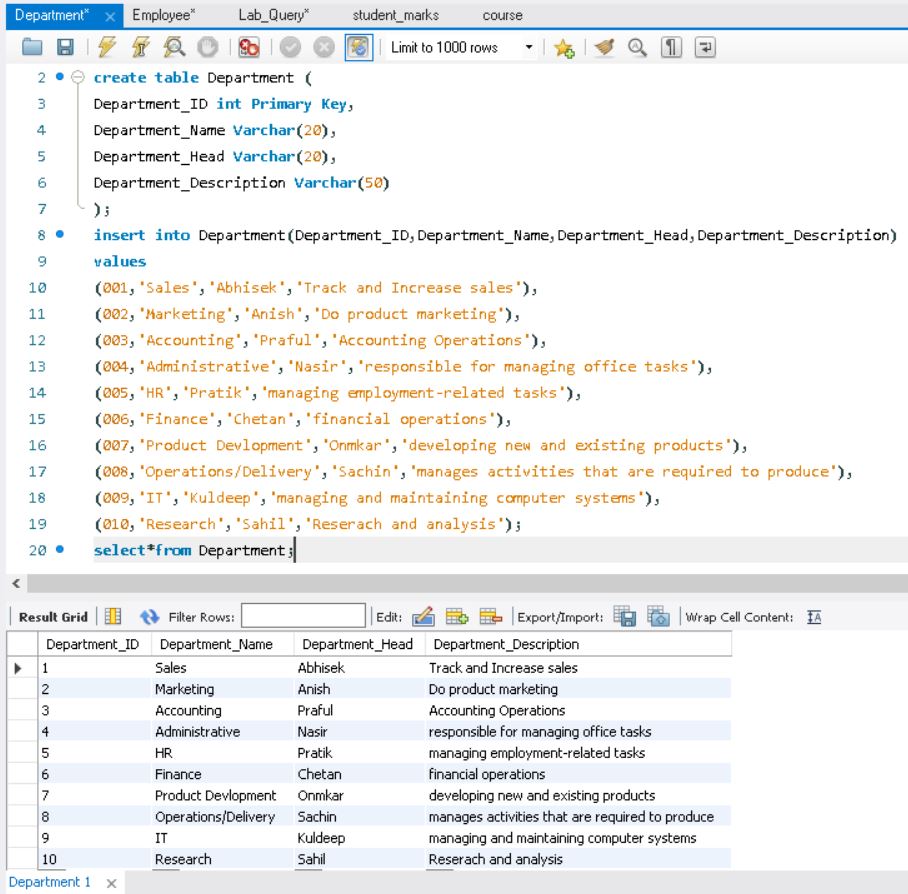 Department* Employee* Lab_Query* student_marks course
Limit to 1000 rows
2 create table Department (
3 Department_ID int Primary Key,
4 Department_Name Varchar(20),
5 Department_Head Varchar(20),
6 Department_Description Varchar(50)
7 );
8 insert into Department(Department_ID,Department_Name,Department_Head,Department_Description)
9 values
10 (001,'Sales','Abhisek','Track and Increase sales'),
11 (002,'Marketing','Anish','Do product marketing'),
12 (003,'Accounting','Praful','Accounting Operations'),
13 (004,'Administrative','Nasir','responsible for managing office tasks'),
14 (005,'HR','Pratik','managing employment-related tasks'),
15 (006,'Finance','Chetan','financial operations'),
16 (007,'Product Devlopment','Onmkar','developing new and existing products'),
17 (008,'Operations/Delivery','Sachin','manages activities that are required to produce'),
18 (009,'IT','Kuldeep','managing and maintaining computer systems'),
19 (010,'Research','Sahil','Reserach and analysis');
20 select*from Department;
Result Grid Filter Rows: Edit: Export/Import: Wrap Cell Content:
Department_ID Department_Name Department_Head Department_Description
1 Sales Abhisek Track and Increase sales
2 Marketing Anish Do product marketing
3 Accounting Praful Accounting Operations
4 Administrative Nasir responsible for managing office tasks
5 HR Pratik managing employment-related tasks
6 Finance Chetan financial operations
7 Product Devlopment Onmkar developing new and existing products
8 Operations/Delivery Sachin manages activities that are required to produce
9 IT Kuldeep managing and maintaining computer systems
10 Research Sahil Reserach and analysis
Department 1